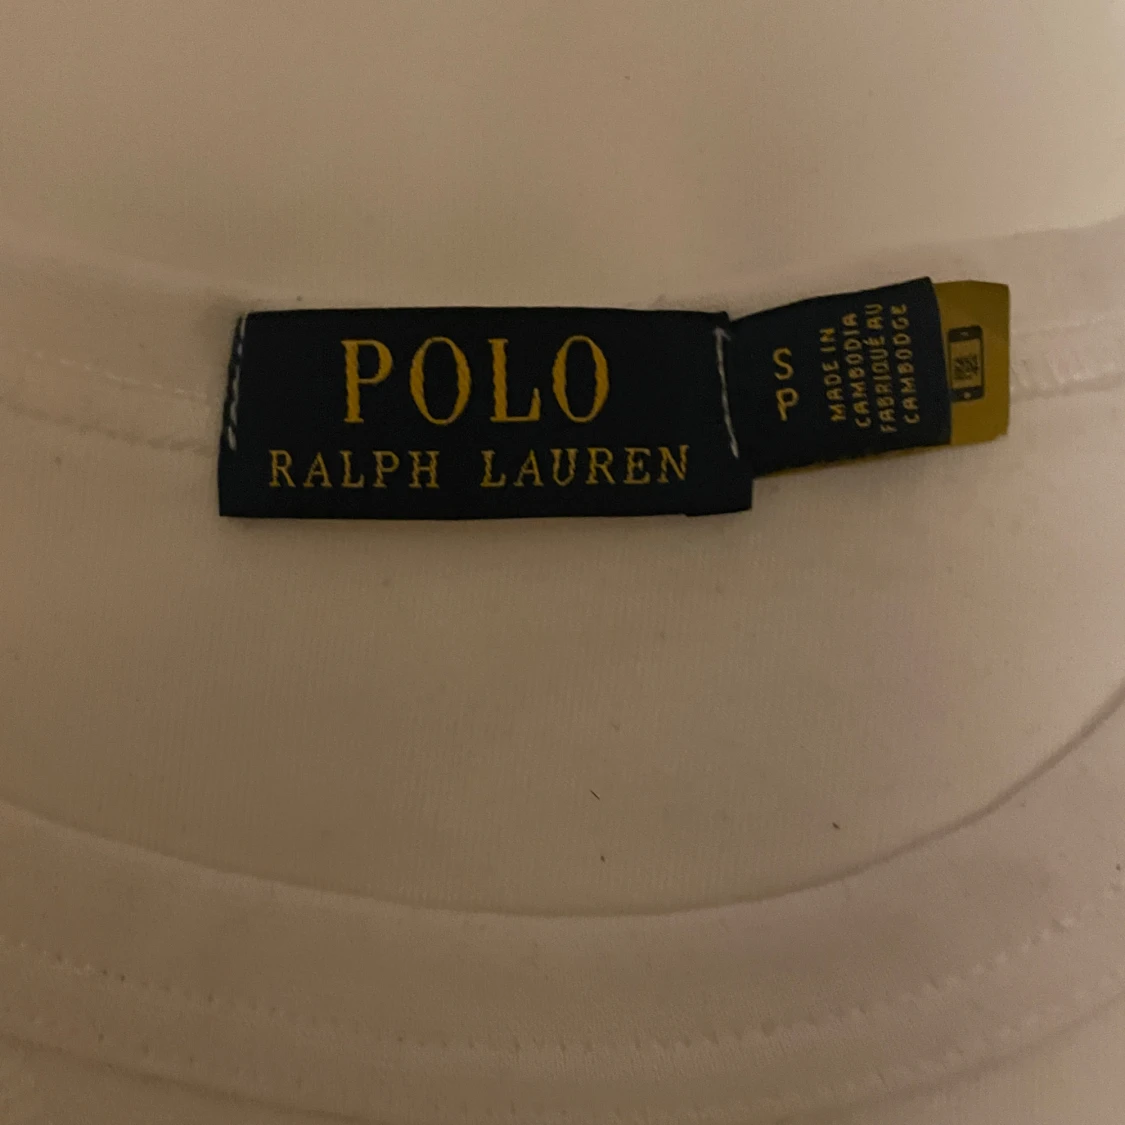 POLO
RALPH LAUREN
S
P
MADE IN
CAMBODIA
FABRIQUÉ AU
CAMBODGE